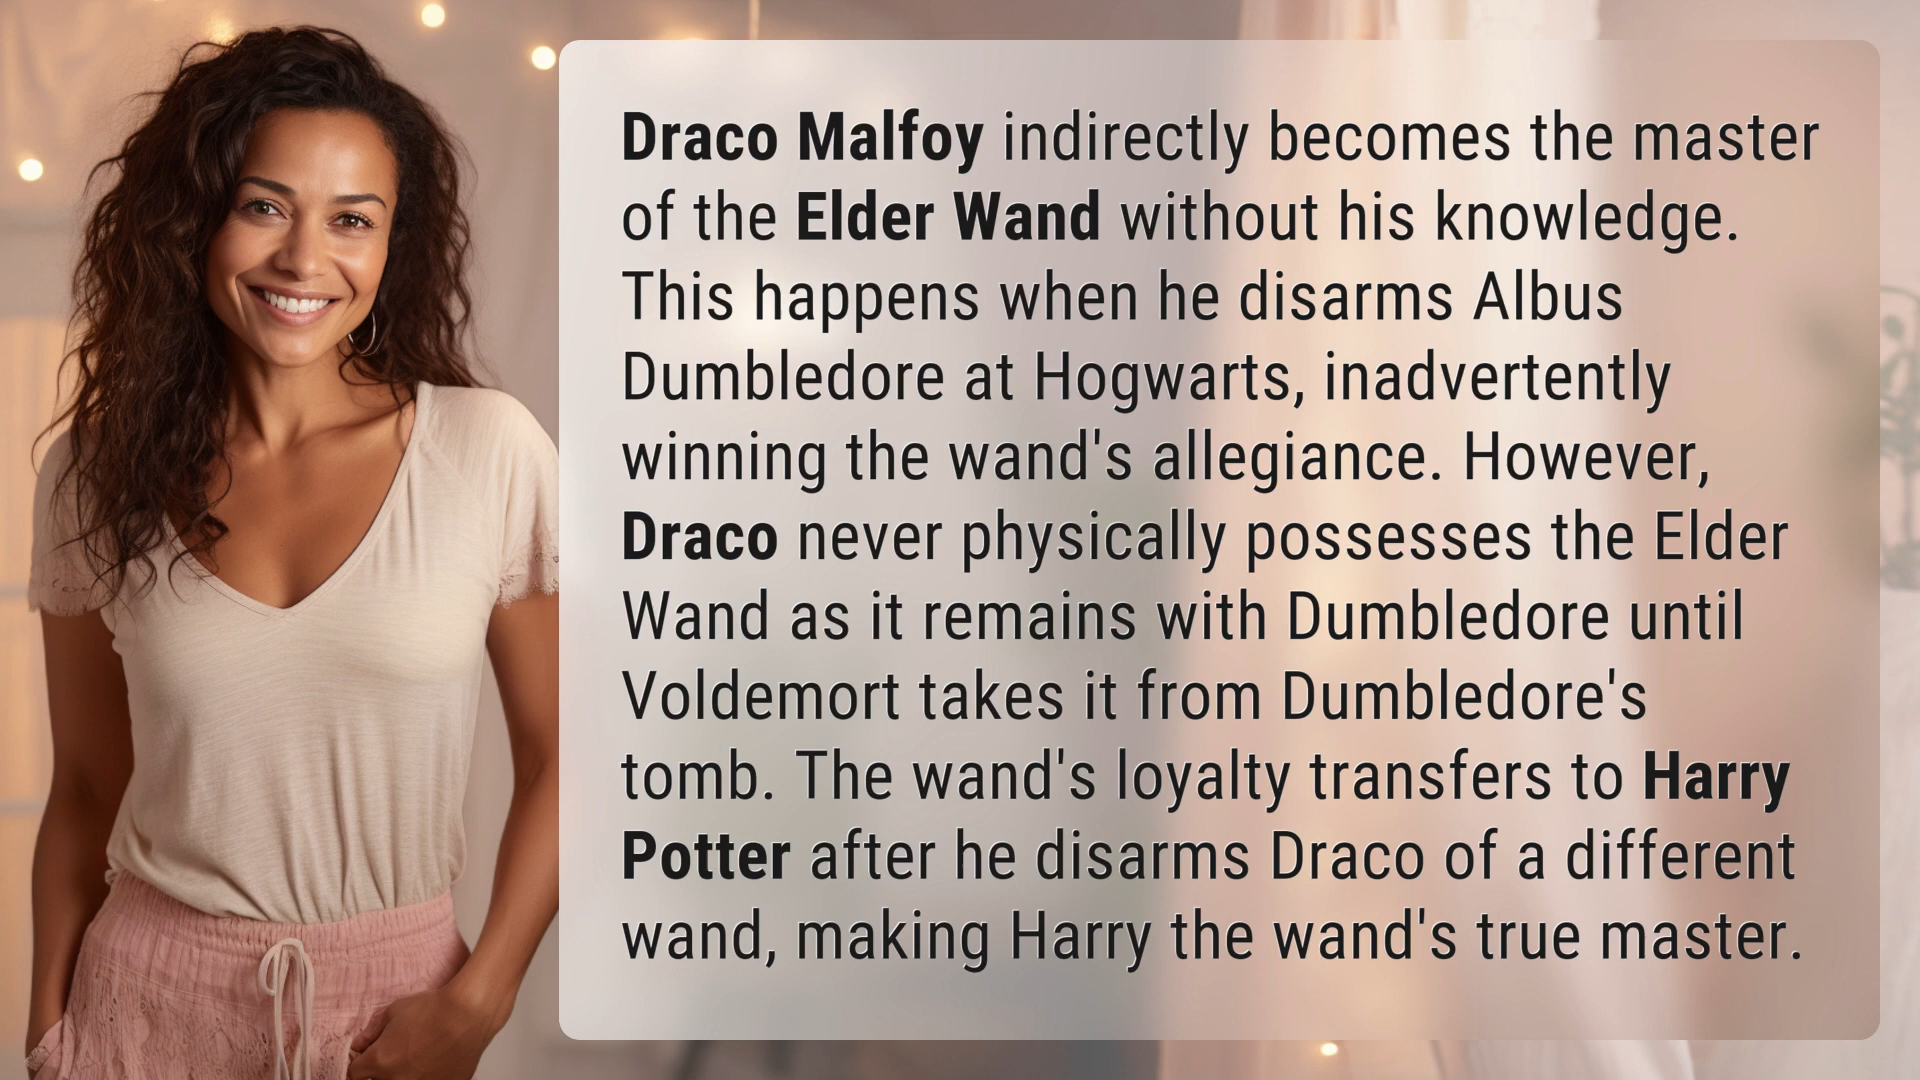 Draco Malfoy indirectly becomes the master
of the Elder Wand without his knowledge.
This happens when he disarms Albus
Dumbledore at Hogwarts, inadvertently
winning the wand's allegiance. However,
Draco never physically possesses the Elder
Wand as it remains with Dumbledore until
Voldemort takes it from Dumbledore's
tomb. The wand's loyalty transfers to Harry
Potter after he disarms Draco of a different
wand, making Harry the wand's true master.